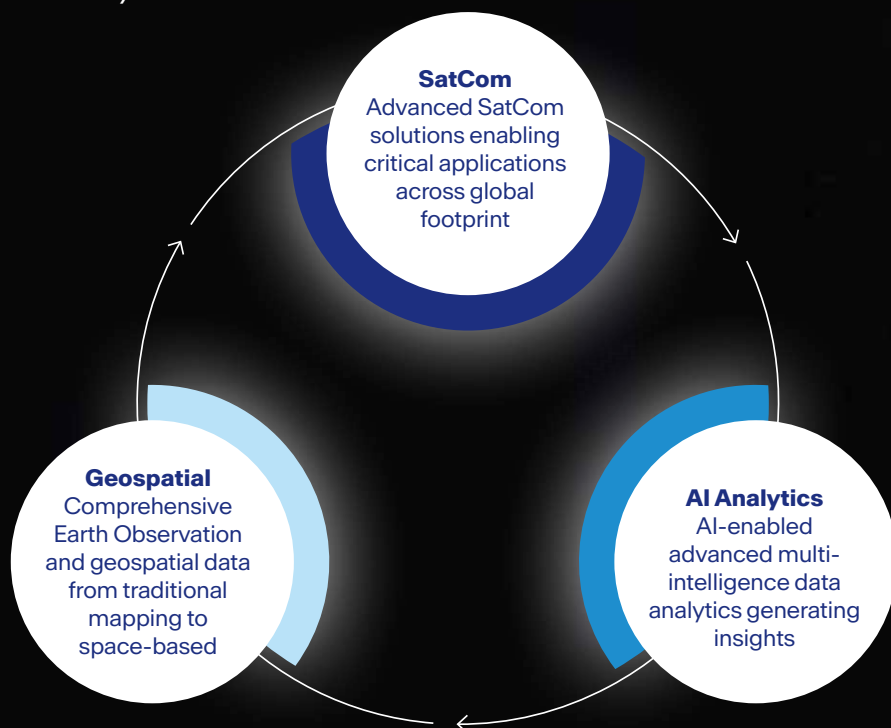 SatCom
Advanced SatCom
solutions enabling
critical applications
across global
footprint
Geospatial
Comprehensive
Earth Observation
and geospatial data
from traditional
mapping to
space-based
AI Analytics
AI-enabled
advanced multi-
intelligence data
analytics generating
insights